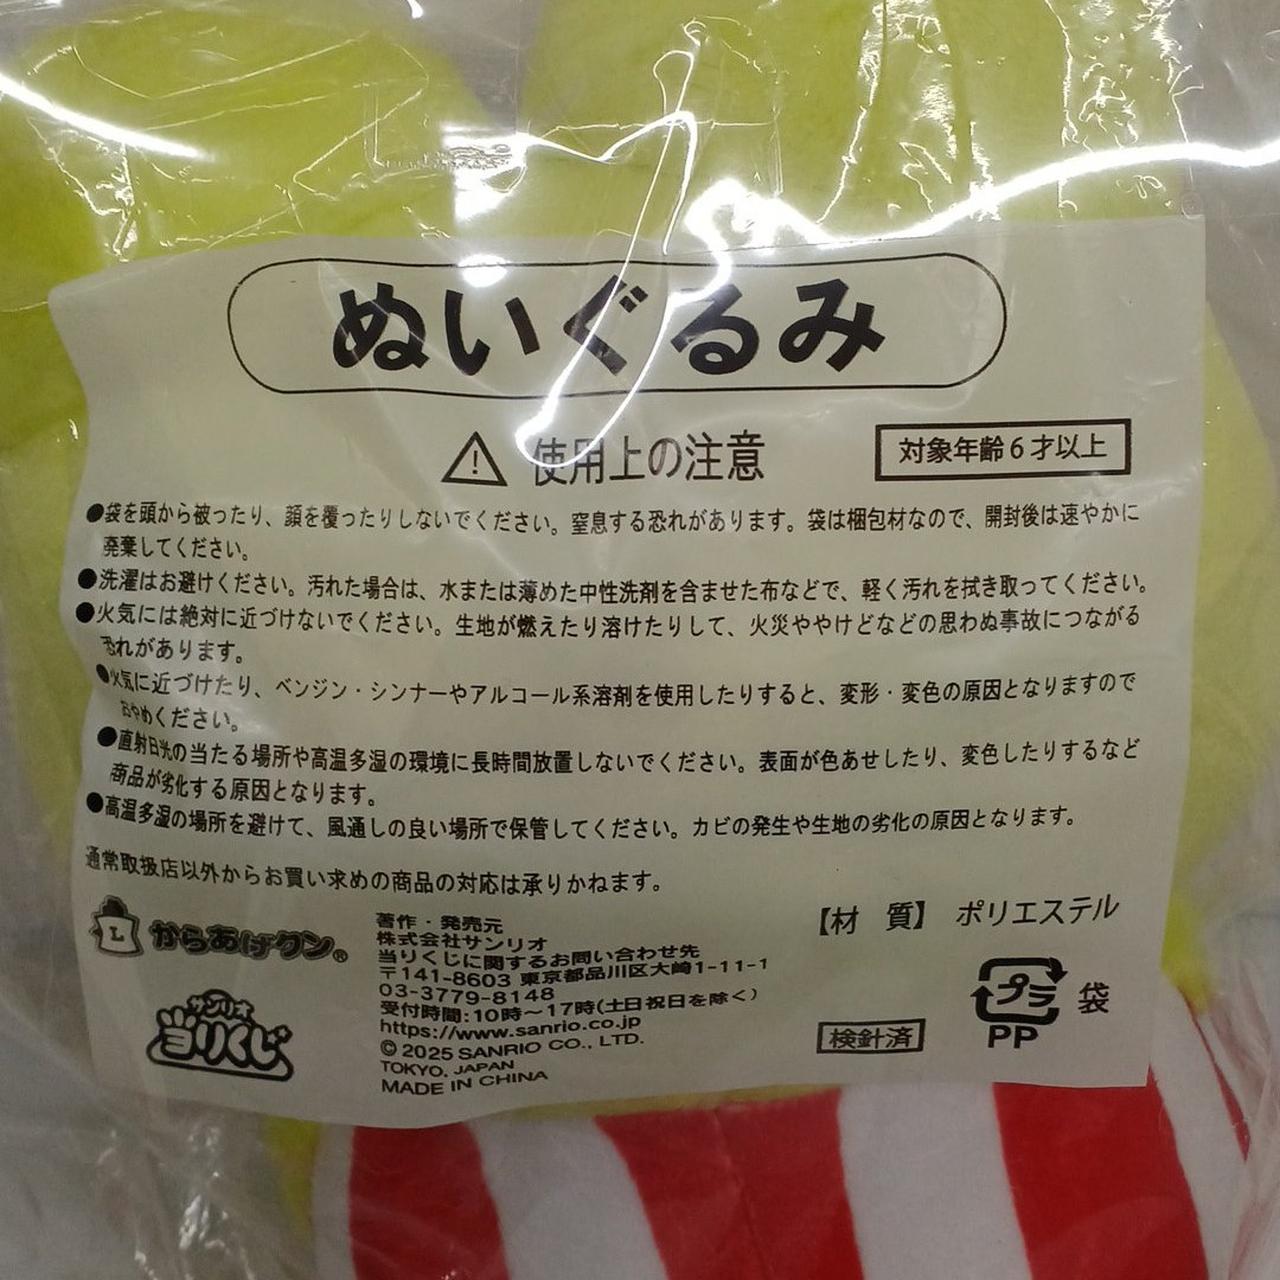 ぬいぐるみ
⚠ 使用上の注意
対象年齢6才以上
●袋を頭から被ったり、顔を覆ったりしないでください。窒息する恐れがあります。袋は梱包材なので、開封後は速やかに
廃棄してください。
●洗濯はお避けください。汚れた場合は、水または薄めた中性洗剤を含ませた布などで、軽く汚れを拭き取ってください。
●火気には絶対に近づけないでください。生地が燃えたり溶けたりして、火災ややけどなどの思わぬ事故につながる
恐れがあります。
●火気に近づけたり、ベンジン・シンナーやアルコール系溶剤を使用したりすると、変形・変色の原因となりますので
おやめください。
●直射日光の当たる場所や高温多湿の環境に長時間放置しないでください。表面が色あせしたり、変色したりするなど
商品が劣化する原因となります。
●高温多湿の場所を避けて、風通しの良い場所で保管してください。カビの発生や生地の劣化の原因となります。
通常取扱店以外からお買い求めの商品の対応は承りかねます。
L からあげクン®
サンリオ
当りくじ
著作・発売元
株式会社サンリオ
当りくじに関するお問い合わせ先
〒141-8603 東京都品川区大崎1-11-1
03-3779-8148
受付時間:10時～17時(土日祝日を除く)
https://www.sanrio.co.jp
© 2025 SANRIO CO., LTD.
TOKYO, JAPAN
MADE IN CHINA
【材　質】 ポリエステル
プラ 袋
PP
検針済